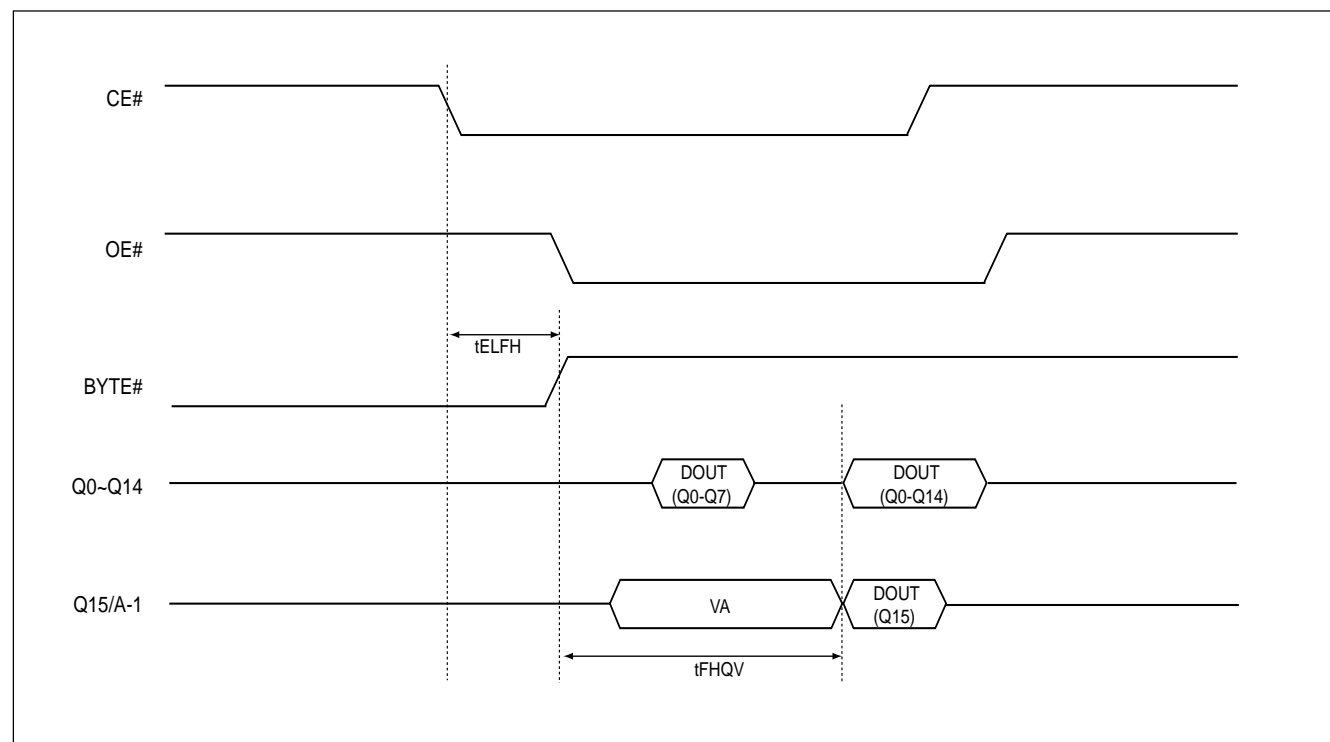 CE#
OE#
tELFH
BYTE#
Q0~Q14
DOUT
(Q0-Q7)
DOUT
(Q0-Q14)
Q15/A-1
VA
DOUT
(Q15)
tFHQV